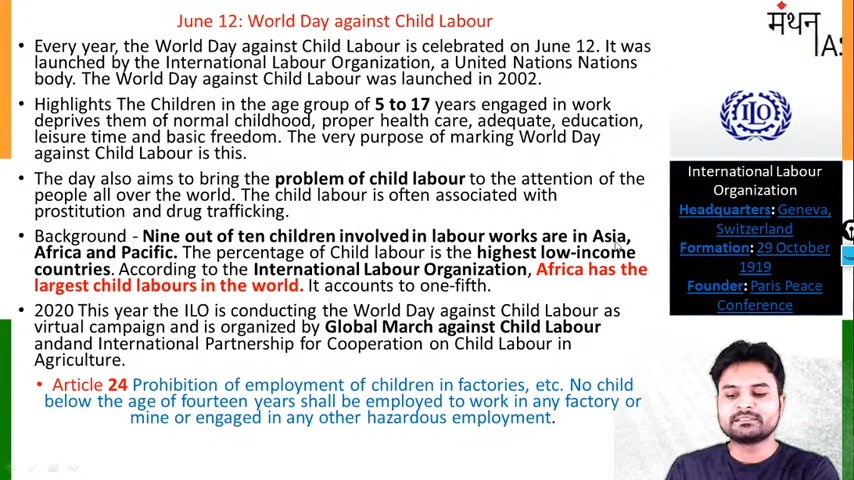 June 12: World Day against Child Labour
• Every year, the World Day against Child Labour is celebrated on June 12. It was
launched by the International Labour Organization, a United Nations Nations
body. The World Day against Child Labour was launched in 2002.
• Highlights The Children in the age group of 5 to 17 years engaged in work
deprives them of normal childhood, proper health care, adequate, education,
leisure time and basic freedom. The very purpose of marking World Day
against Child Labour is this.
• The day also aims to bring the problem of child labour to the attention of the
people all over the world. The child labour is often associated with
prostitution and drug trafficking.
• Background - Nine out of ten children involved in labour works are in Asia,
Africa and Pacific. The percentage of Child labour is the highest low-income
countries. According to the International Labour Organization, Africa has the
largest child labours in the world. It accounts to one-fifth.
• 2020 This year the ILO is conducting the World Day against Child Labour as
virtual campaign and is organized by Global March against Child Labour
andand International Partnership for Cooperation on Child Labour in
Agriculture.
• Article 24 Prohibition of employment of children in factories, etc. No child
below the age of fourteen years shall be employed to work in any factory or
mine or engaged in any other hazardous employment.
मंथन
IAS
ILO
International Labour
Organization
Headquarters: Geneva,
Switzerland
Formation: 29 October
1919
Founder: Paris Peace
Conference